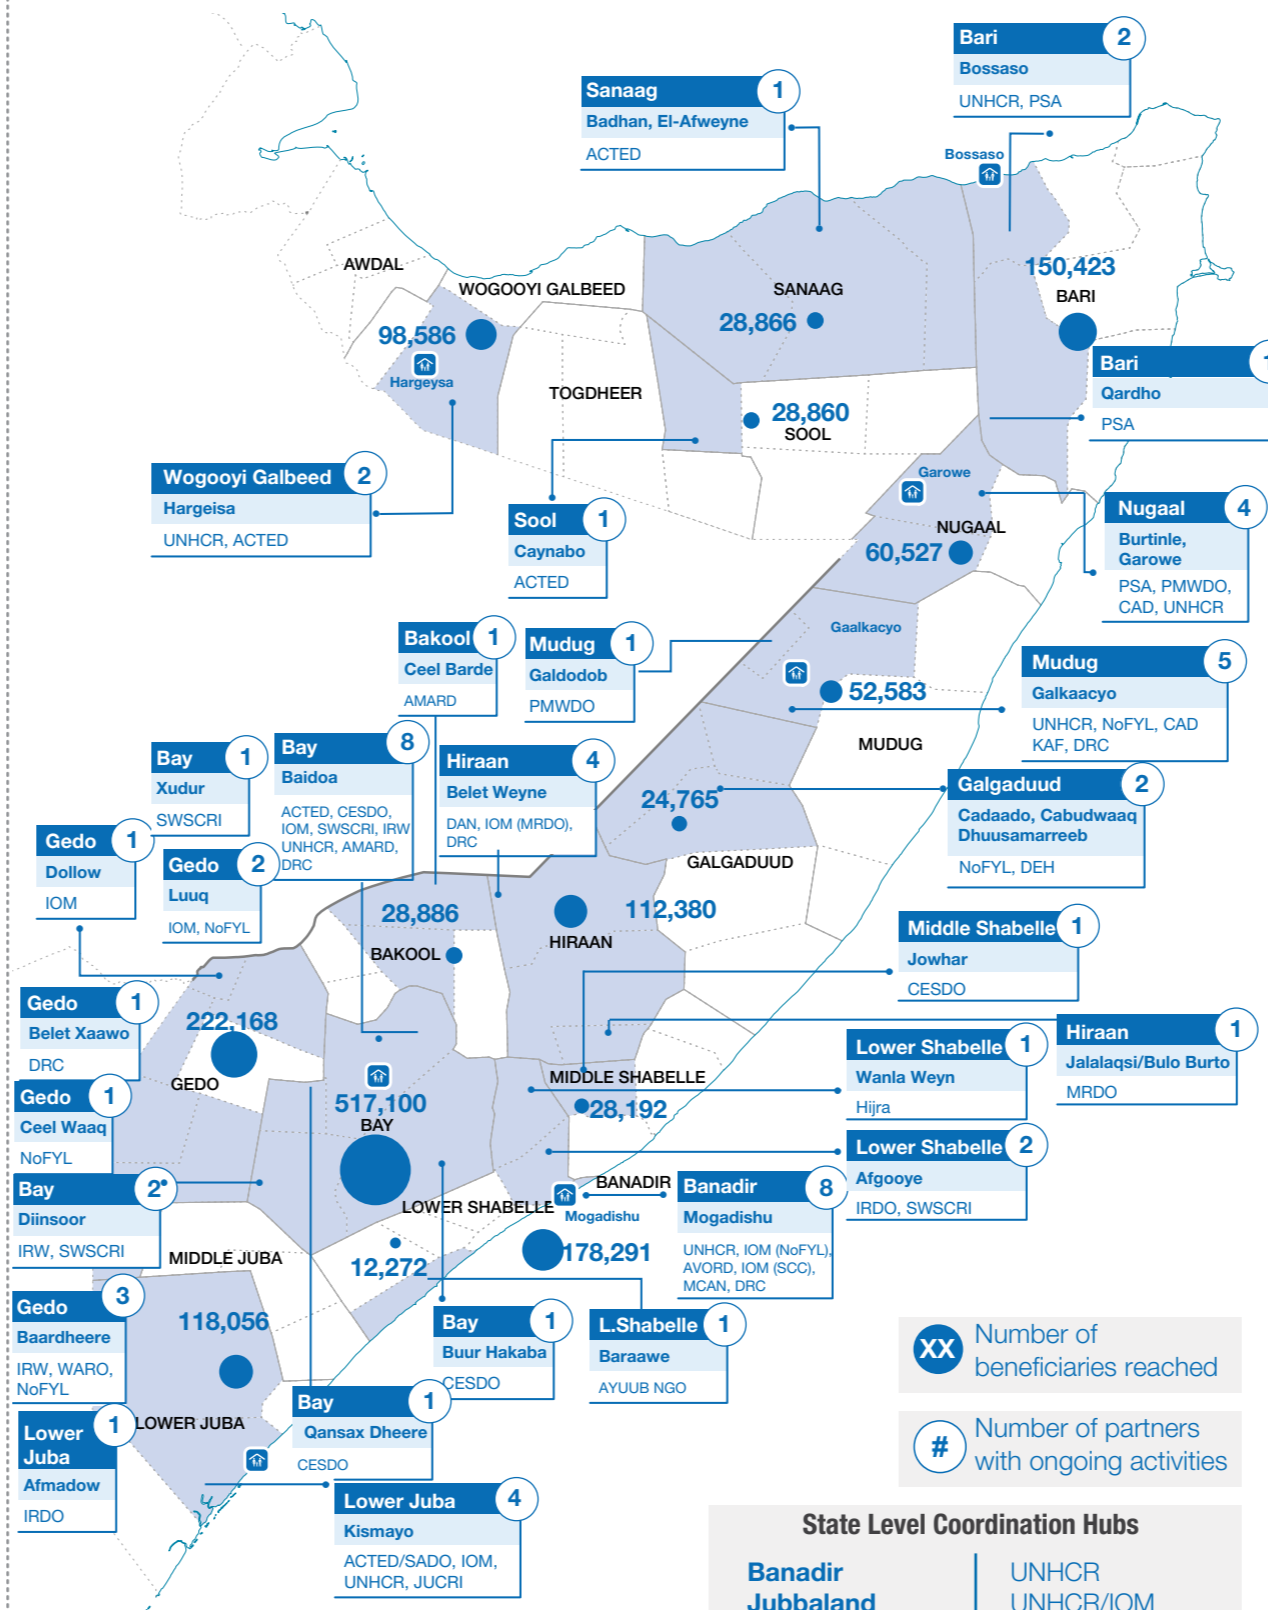 Bari 2
Bossaso
UNHCR, PSA
Sanaag 1
Badhan, El-Afweyne
ACTED
Bossaso
AWDAL
WOGOOYI GALBEED
SANAAG
150,423
BARI
98,586
28,866
Hargeysa
TOGDHEER
28,860
SOOL
Bari
Qardho
PSA
Wogooyi Galbeed 2
Hargeisa
UNHCR, ACTED
Sool 1
Caynabo
ACTED
Garowe
NUGAAL
60,527
Nugaal 4
Burtinle,
Garowe
PSA, PMWDO,
CAD, UNHCR
Bakool 1
Ceel Barde
AMARD
Mudug 1
Galdodob
PMWDO
Gaalkacyo
52,583
MUDUG
Mudug 5
Galkaacyo
UNHCR, NoFYL, CAD
KAF, DRC
Bay 1
Xudur
SWSCRI
Bay 8
Baidoa
ACTED, CESDO,
IOM, SWSCRI, IRW
UNHCR, AMARD,
DRC
Hiraan 4
Belet Weyne
DAN, IOM (MRDO),
DRC
24,765
GALGADUUD
Galgaduud 2
Cadaado, Cabudwaaq
Dhuusamarreeb
NoFYL, DEH
Gedo 1
Dollow
IOM
Gedo 2
Luuq
IOM, NoFYL
28,886
BAKOOL
112,380
HIRAAN
Middle Shabelle 1
Jowhar
CESDO
Gedo 1
Belet Xaawo
DRC
222,168
GEDO
Hiraan 1
Jalalaqsi/Bulo Burto
MRDO
Lower Shabelle 1
Wanla Weyn
Hijra
MIDDLE SHABELLE
28,192
517,100
BAY
Gedo 1
Ceel Waaq
NoFYL
Lower Shabelle 2
Afgooye
IRDO, SWSCRI
Bay 2
Diinsoor
IRW, SWSCRI
BANADIR
LOWER SHABELLE
Mogadishu
178,291
Banadir 8
Mogadishu
UNHCR, IOM (NoFYL),
AVORD, IOM (SCC),
MCAN, DRC
MIDDLE JUBA
12,272
Gedo 3
Baardheere
IRW, WARO,
NoFYL
118,056
LOWER JUBA
Bay 1
Buur Hakaba
CESDO
L.Shabelle 1
Baraawe
AYUUB NGO
Bay 1
Qansax Dheere
CESDO
Lower 1
Juba
Afmadow
IRDO
Lower Juba 4
Kismayo
ACTED/SADO, IOM,
UNHCR, JUCRI
XX Number of
beneficiaries reached
# Number of partners
with ongoing activities
State Level Coordination Hubs
Banadir UNHCR
Jubbaland UNHCR/IOM